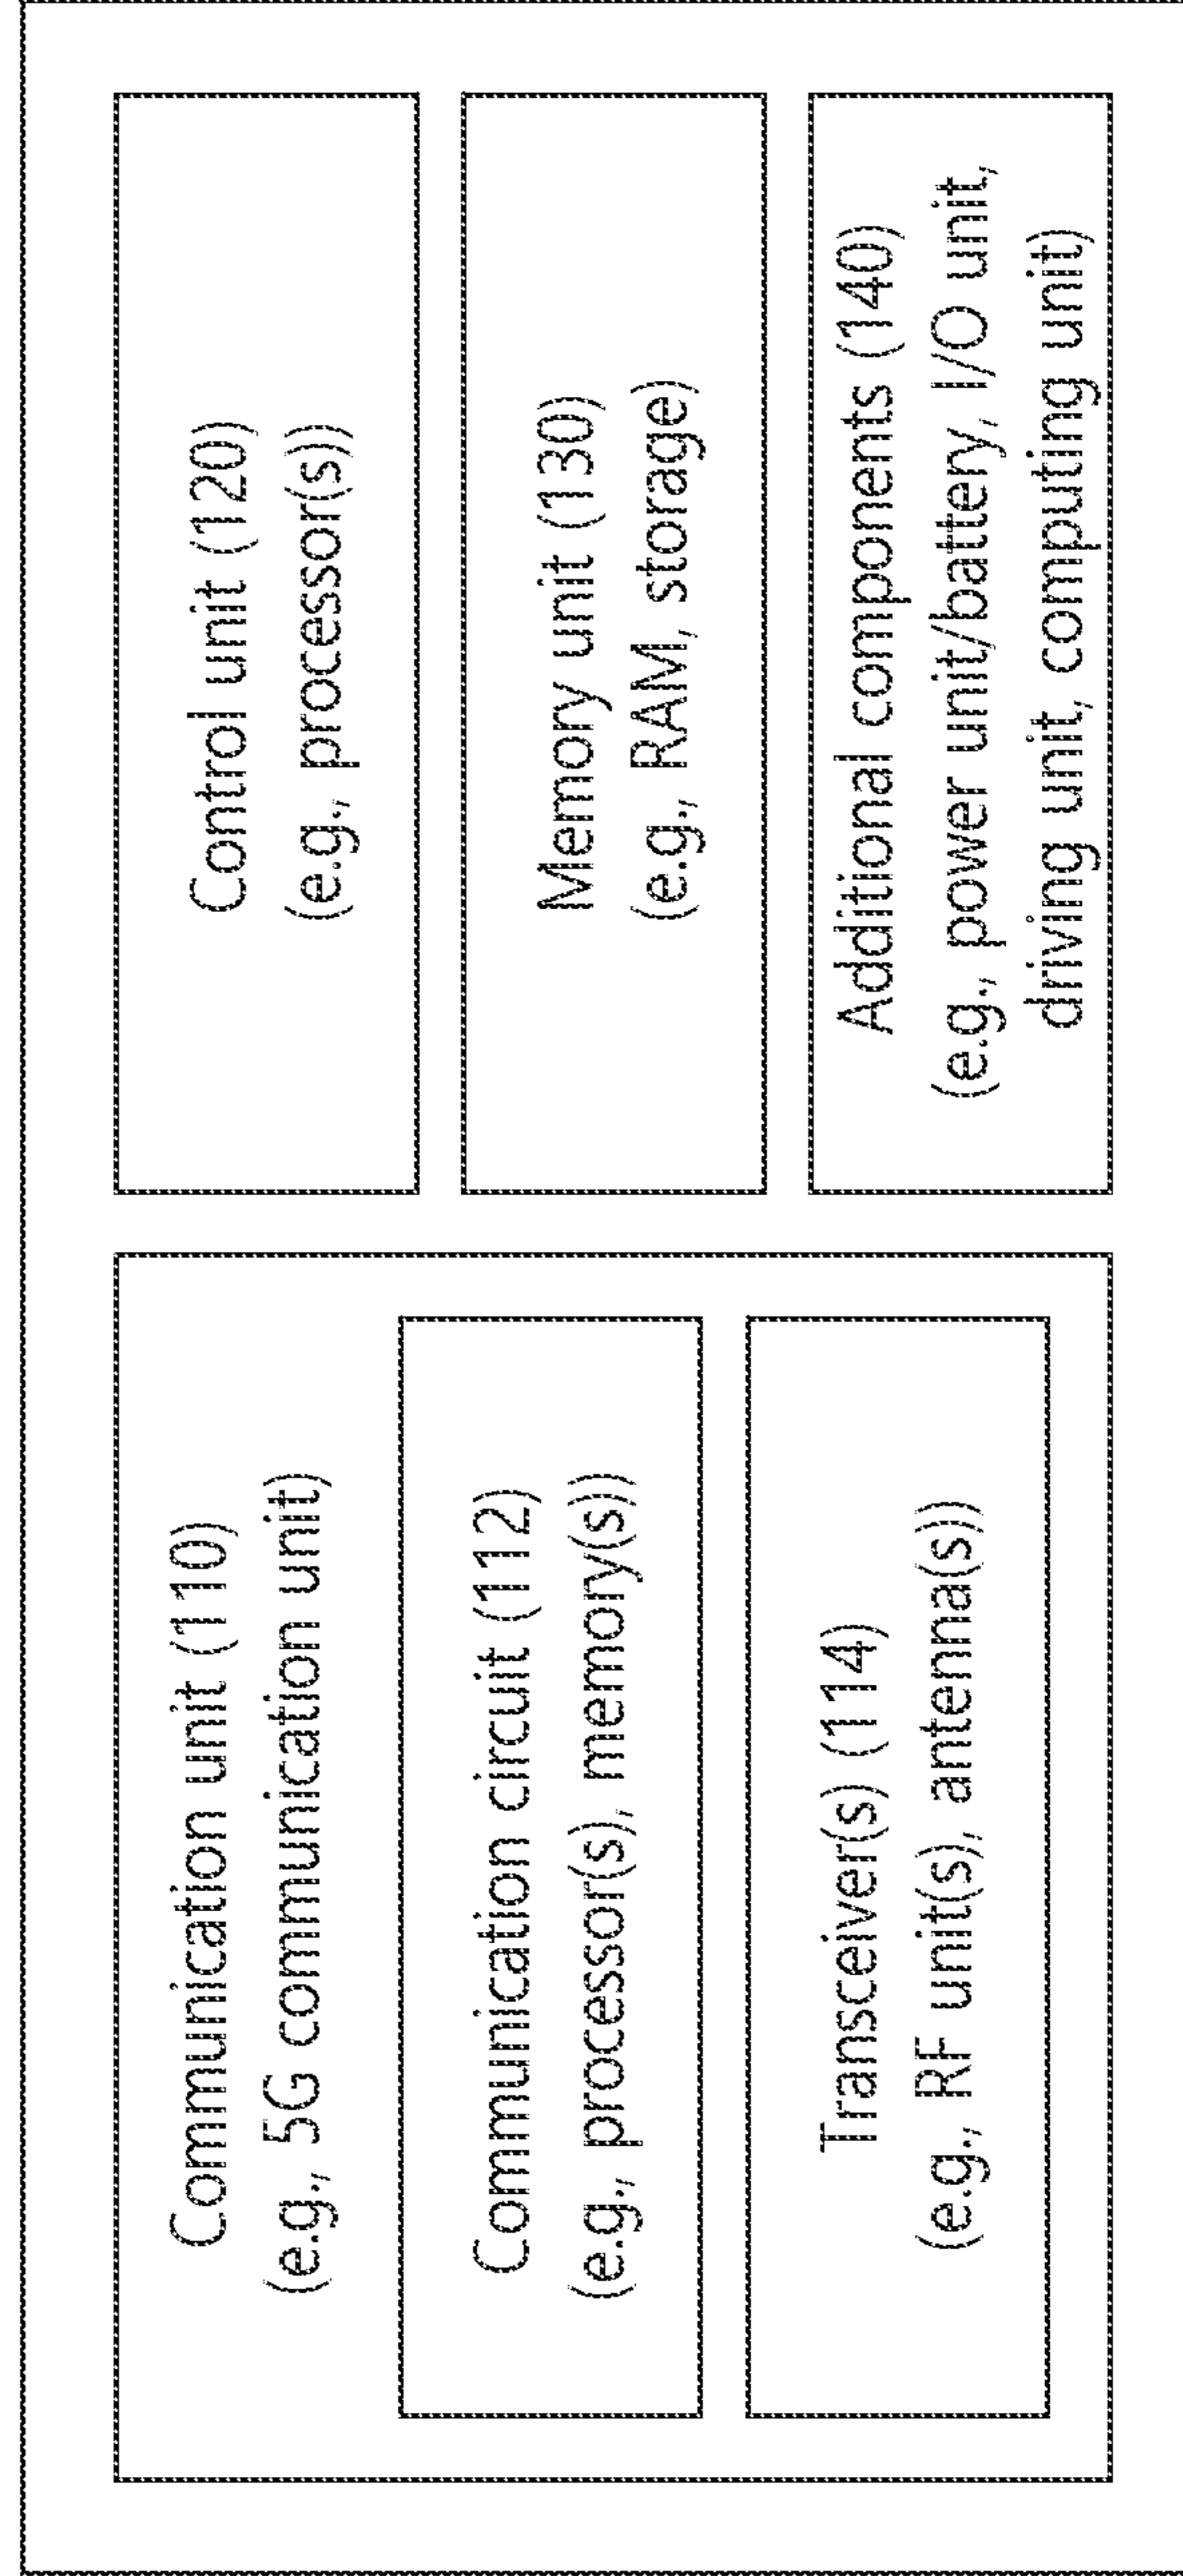 Communication unit (110)
(e.g., 5G communication unit)
Communication circuit (112)
(e.g., processor(s), memory(s))
Transceiver(s) (114)
(e.g., RF unit(s), antenna(s))
Control unit (120)
(e.g., processor(s))
Memory unit (130)
(e.g., RAM, storage)
Additional components (140)
(e.g., power unit/battery, I/O unit,
driving unit, computing unit)